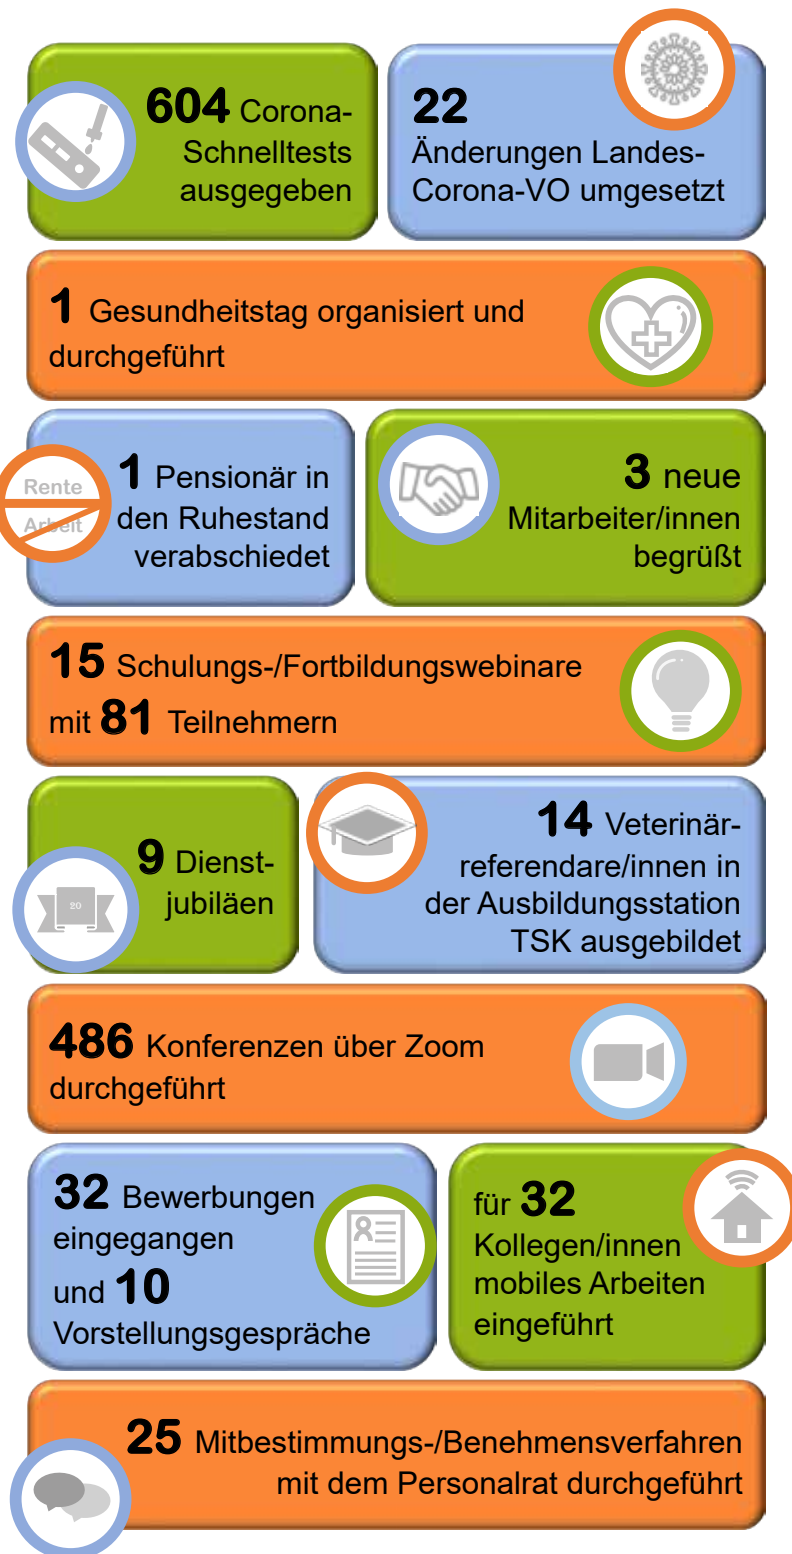 604 Corona-
Schnelltests
ausgegeben
22
Änderungen Landes-
Corona-VO umgesetzt
1 Gesundheitstag organisiert und
durchgeführt
Rente
Arbeit
1 Pensionär in
den Ruhestand
verabschiedet
3 neue
Mitarbeiter/innen
begrüßt
15 Schulungs-/Fortbildungswebinare
mit 81 Teilnehmern
20
9 Dienst-
jubiläen
14 Veterinär-
referendare/innen in
der Ausbildungsstation
TSK ausgebildet
486 Konferenzen über Zoom
durchgeführt
32 Bewerbungen
eingegangen
und 10
Vorstellungsgespräche
für 32
Kollegen/innen
mobiles Arbeiten
eingeführt
25 Mitbestimmungs-/Benehmensverfahren
mit dem Personalrat durchgeführt